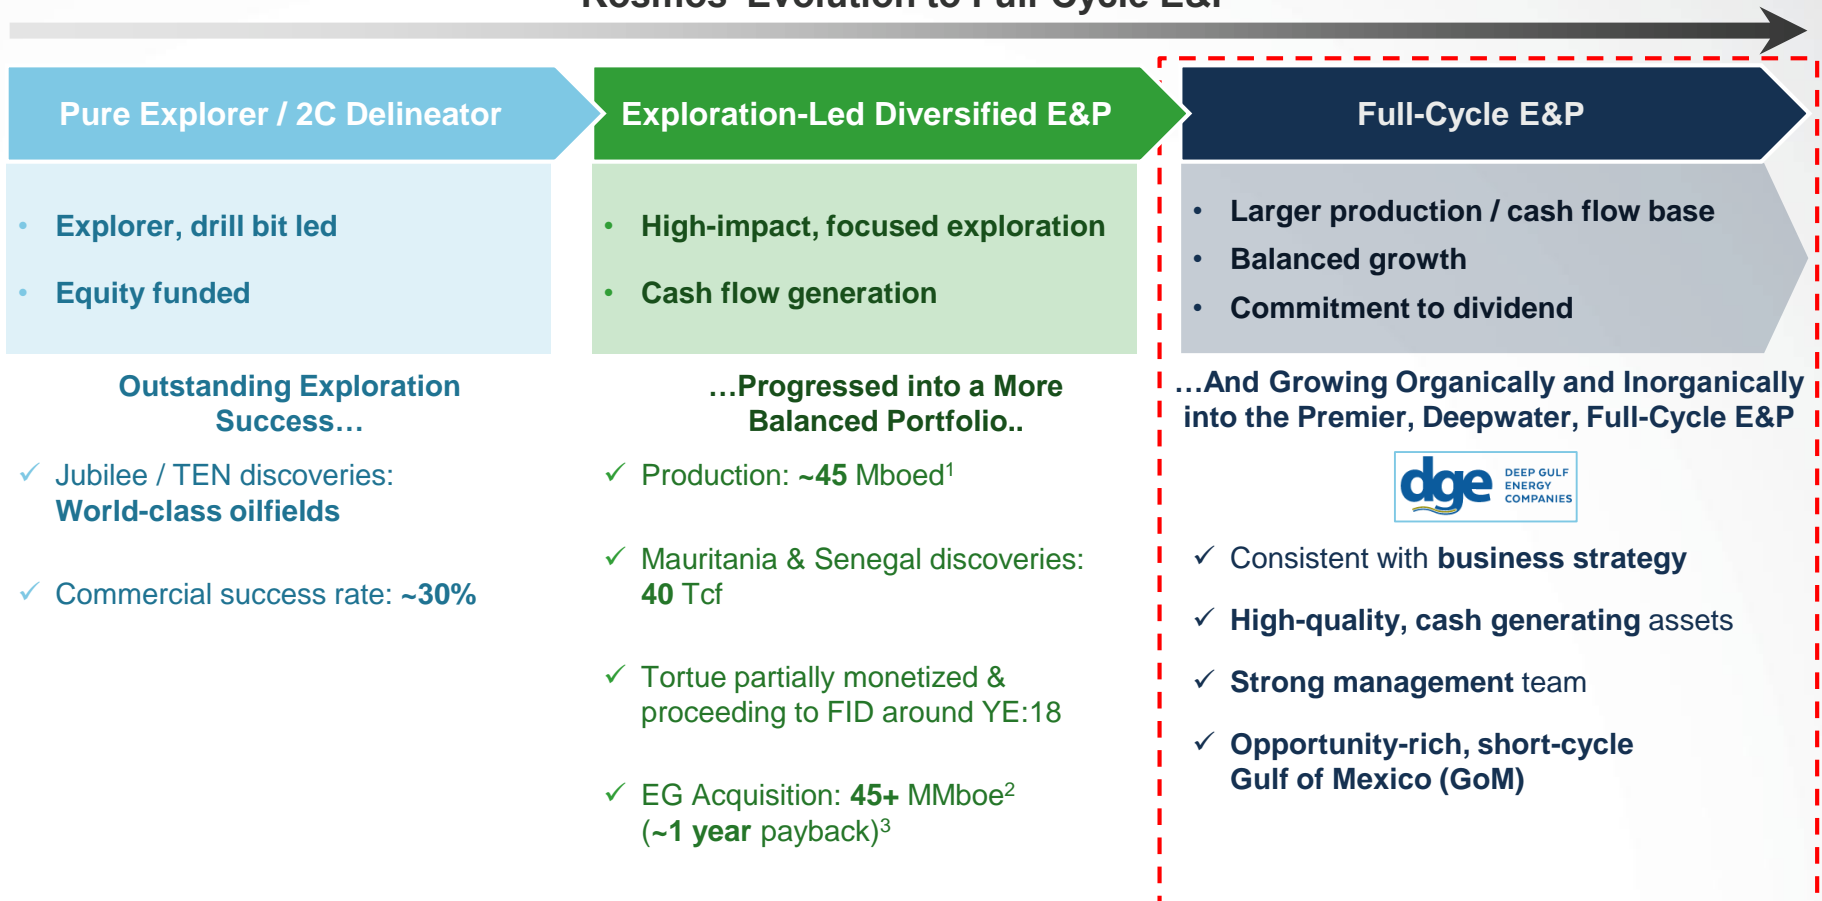 Kosmos' Evolution to Full-Cycle E&P
Pure Explorer / 2C Delineator
• Explorer, drill bit led
• Equity funded
Outstanding Exploration
Success…
✓ Jubilee / TEN discoveries:
World-class oilfields
✓ Commercial success rate: ~30%
Exploration-Led Diversified E&P
• High-impact, focused exploration
• Cash flow generation
…Progressed into a More
Balanced Portfolio..
✓ Production: ~45 Mboed¹
✓ Mauritania & Senegal discoveries:
40 Tcf
✓ Tortue partially monetized &
proceeding to FID around YE:18
✓ EG Acquisition: 45+ MMboe²
(~1 year payback)³
Full-Cycle E&P
• Larger production / cash flow base
• Balanced growth
• Commitment to dividend
…And Growing Organically and Inorganically
into the Premier, Deepwater, Full-Cycle E&P
dge
DEEP GULF
ENERGY
COMPANIES
✓ Consistent with business strategy
✓ High-quality, cash generating assets
✓ Strong management team
✓ Opportunity-rich, short-cycle
Gulf of Mexico (GoM)